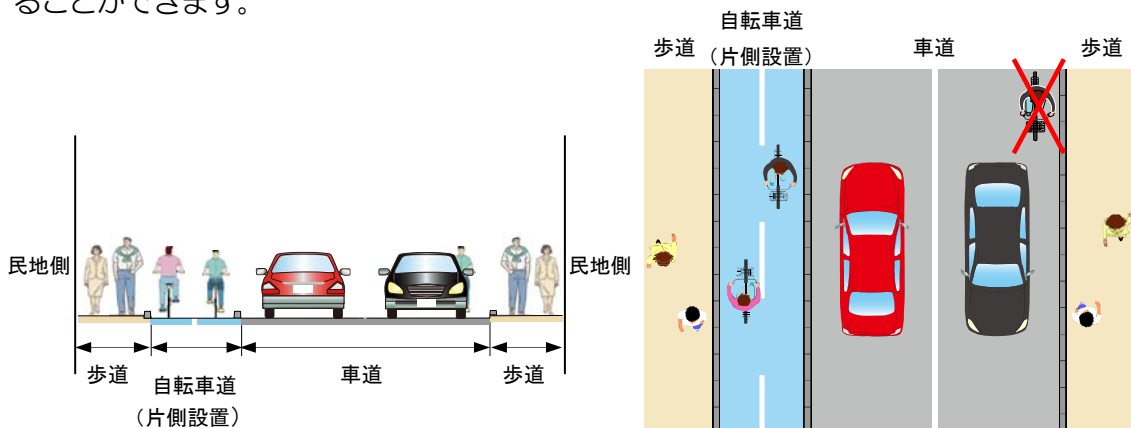 ることができます。
民地側
民地側
歩道
自転車道
（片側設置）
車道
歩道
歩道
自転車道
（片側設置）
車道
歩道